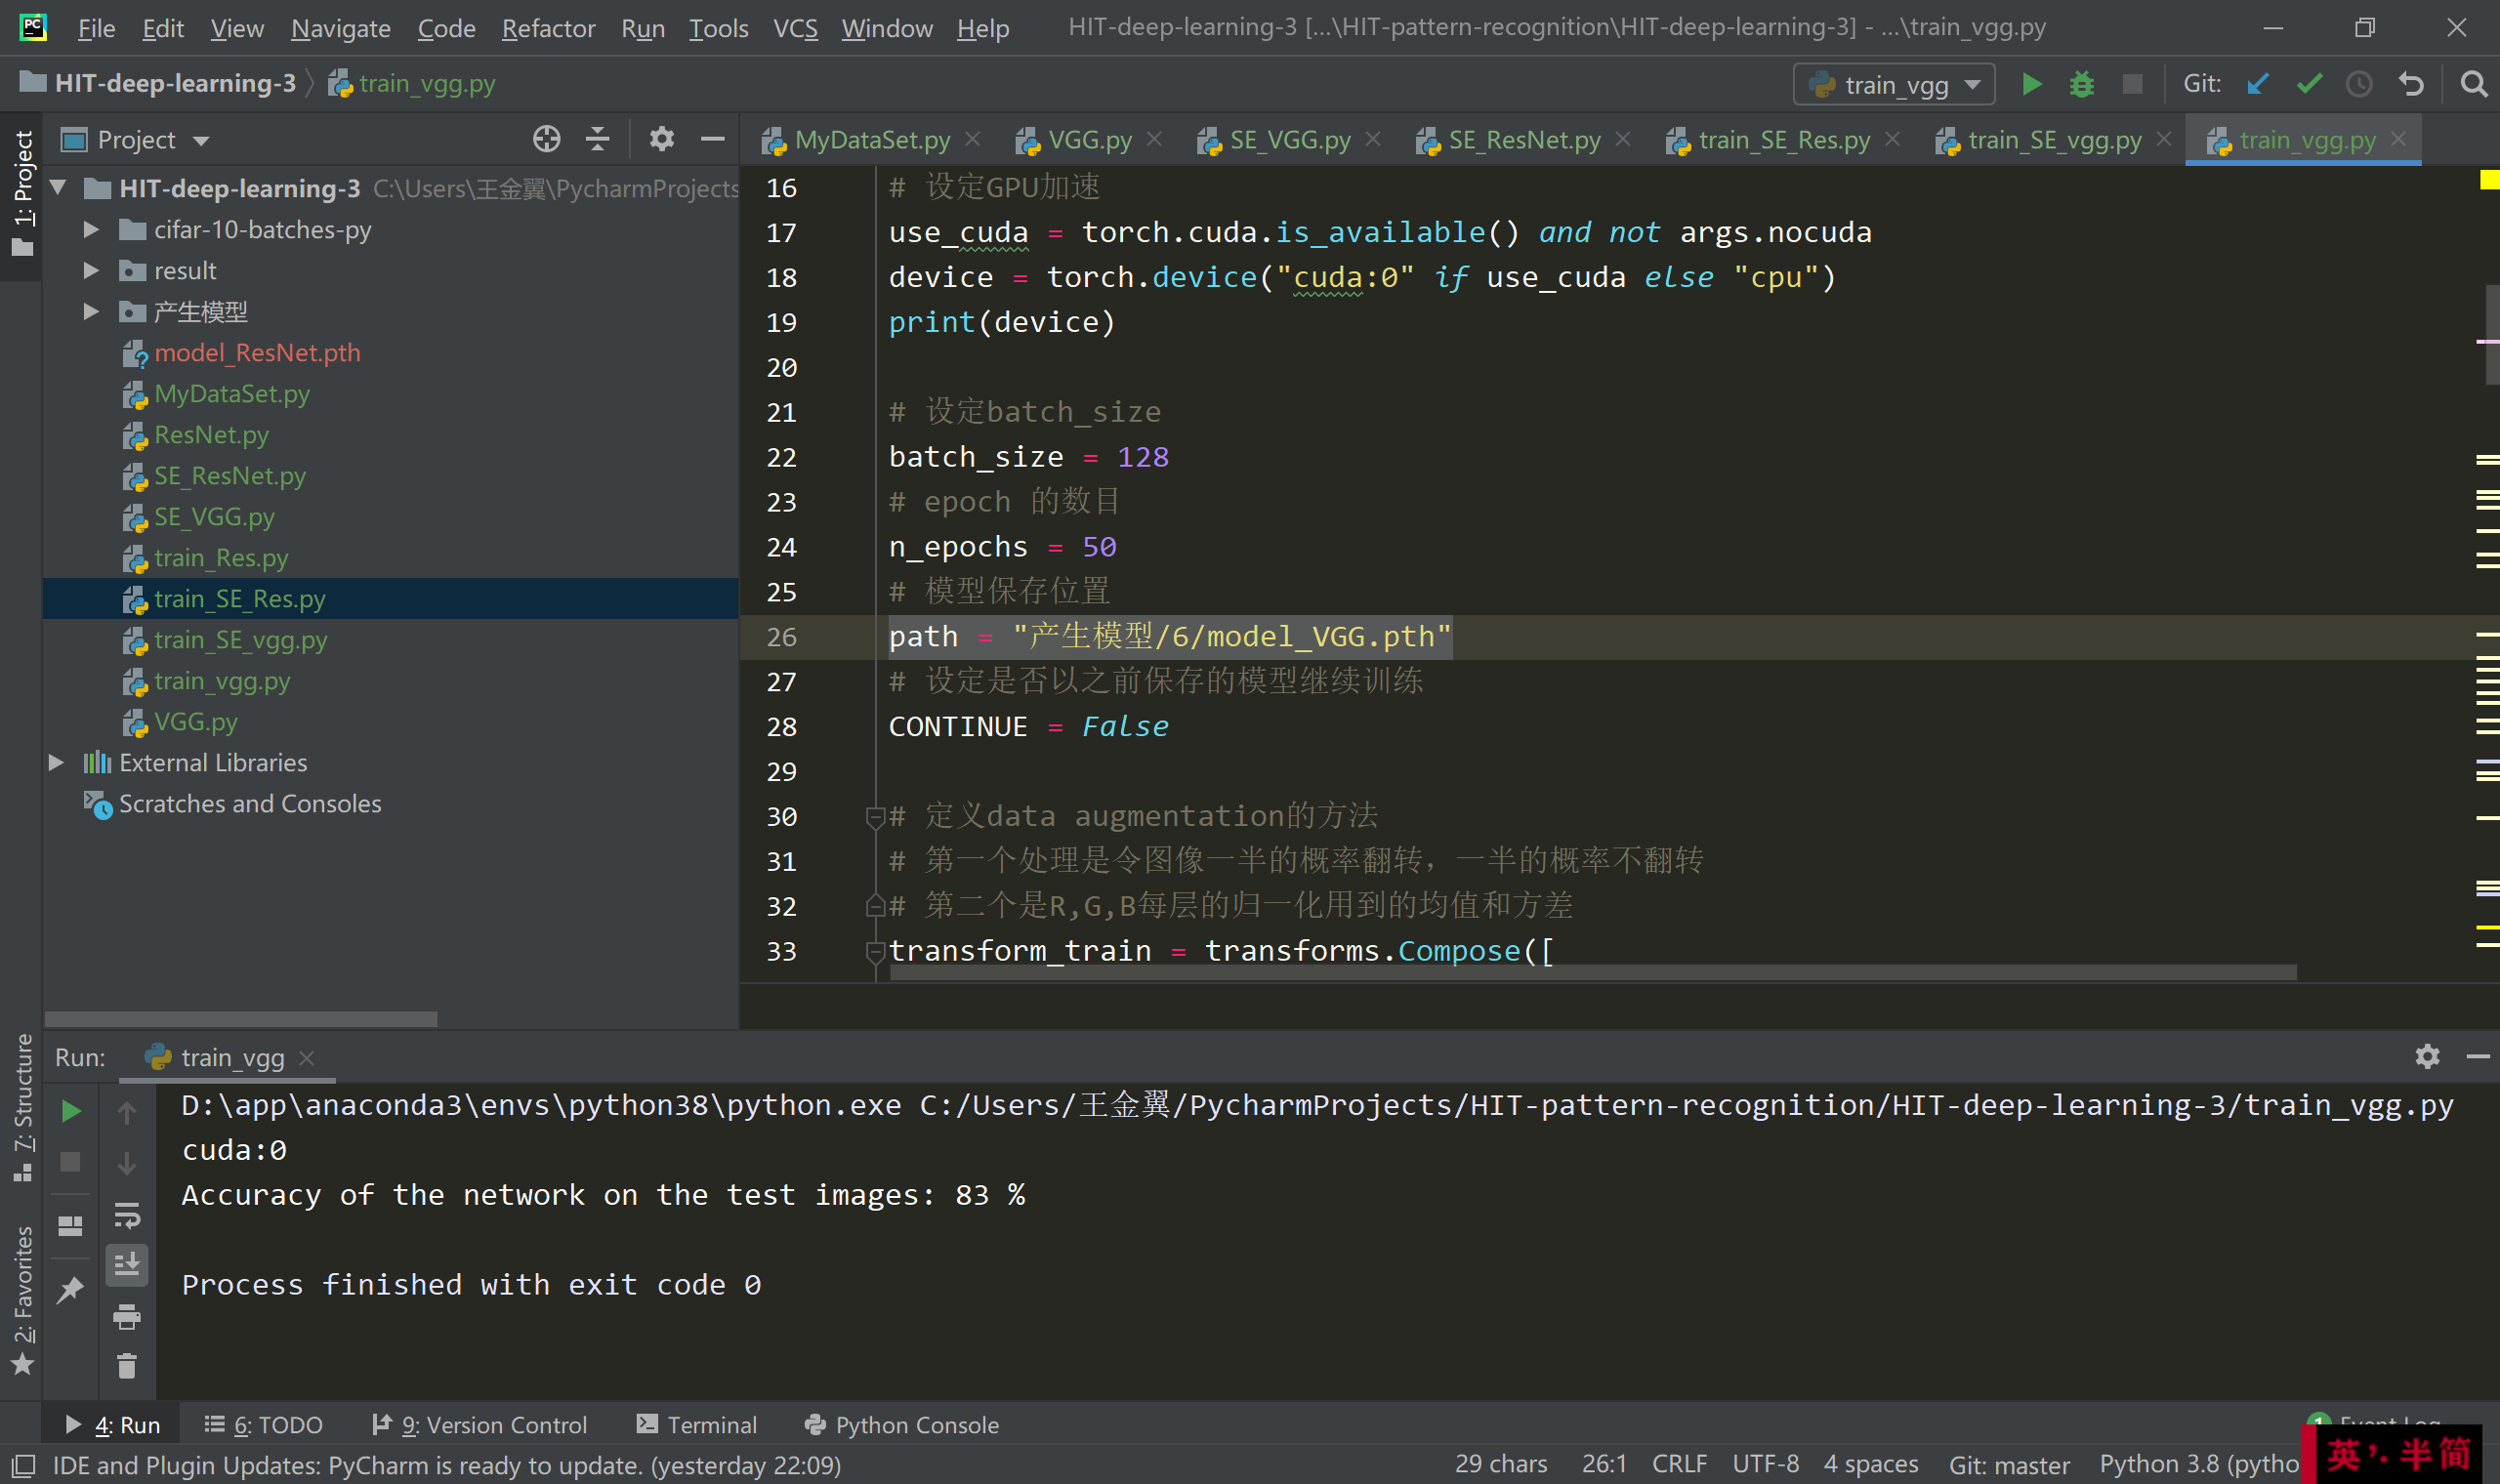 File Edit View Navigate Code Refactor Run Tools VCS Window Help HIT-deep-learning-3 [...\HIT-pattern-recognition\HIT-deep-learning-3] - ...\train_vgg.py
HIT-deep-learning-3 train_vgg.py train_vgg Git:
1: Project
Project
HIT-deep-learning-3 C:\Users\王金翼\PycharmProjects
cifar-10-batches-py
result
产生模型
model_ResNet.pth
MyDataSet.py
ResNet.py
SE_ResNet.py
SE_VGG.py
train_Res.py
train_SE_Res.py
train_SE_vgg.py
train_vgg.py
VGG.py
External Libraries
Scratches and Consoles
MyDataSet.py VGG.py SE_VGG.py SE_ResNet.py train_SE_Res.py train_SE_vgg.py train_vgg.py
16 # 设定GPU加速
17 use_cuda = torch.cuda.is_available() and not args.nocuda
18 device = torch.device("cuda:0" if use_cuda else "cpu")
19 print(device)
20
21 # 设定batch_size
22 batch_size = 128
23 # epoch 的数目
24 n_epochs = 50
25 # 模型保存位置
26 path = "产生模型/6/model_VGG.pth"
27 # 设定是否以之前保存的模型继续训练
28 CONTINUE = False
29
30 # 定义data augmentation的方法
31 # 第一个处理是令图像一半的概率翻转，一半的概率不翻转
32 # 第二个是R,G,B每层的归一化用到的均值和方差
33 transform_train = transforms.Compose([
7: Structure
2: Favorites
Run: train_vgg
D:\app\anaconda3\envs\python38\python.exe C:/Users/王金翼/PycharmProjects/HIT-pattern-recognition/HIT-deep-learning-3/train_vgg.py
cuda:0
Accuracy of the network on the test images: 83 %
Process finished with exit code 0
4: Run 6: TODO 9: Version Control Terminal Python Console 1 Event Log
IDE and Plugin Updates: PyCharm is ready to update. (yesterday 22:09) 29 chars 26:1 CRLF UTF-8 4 spaces Git: master Python 3.8 (pytho
英 半 简